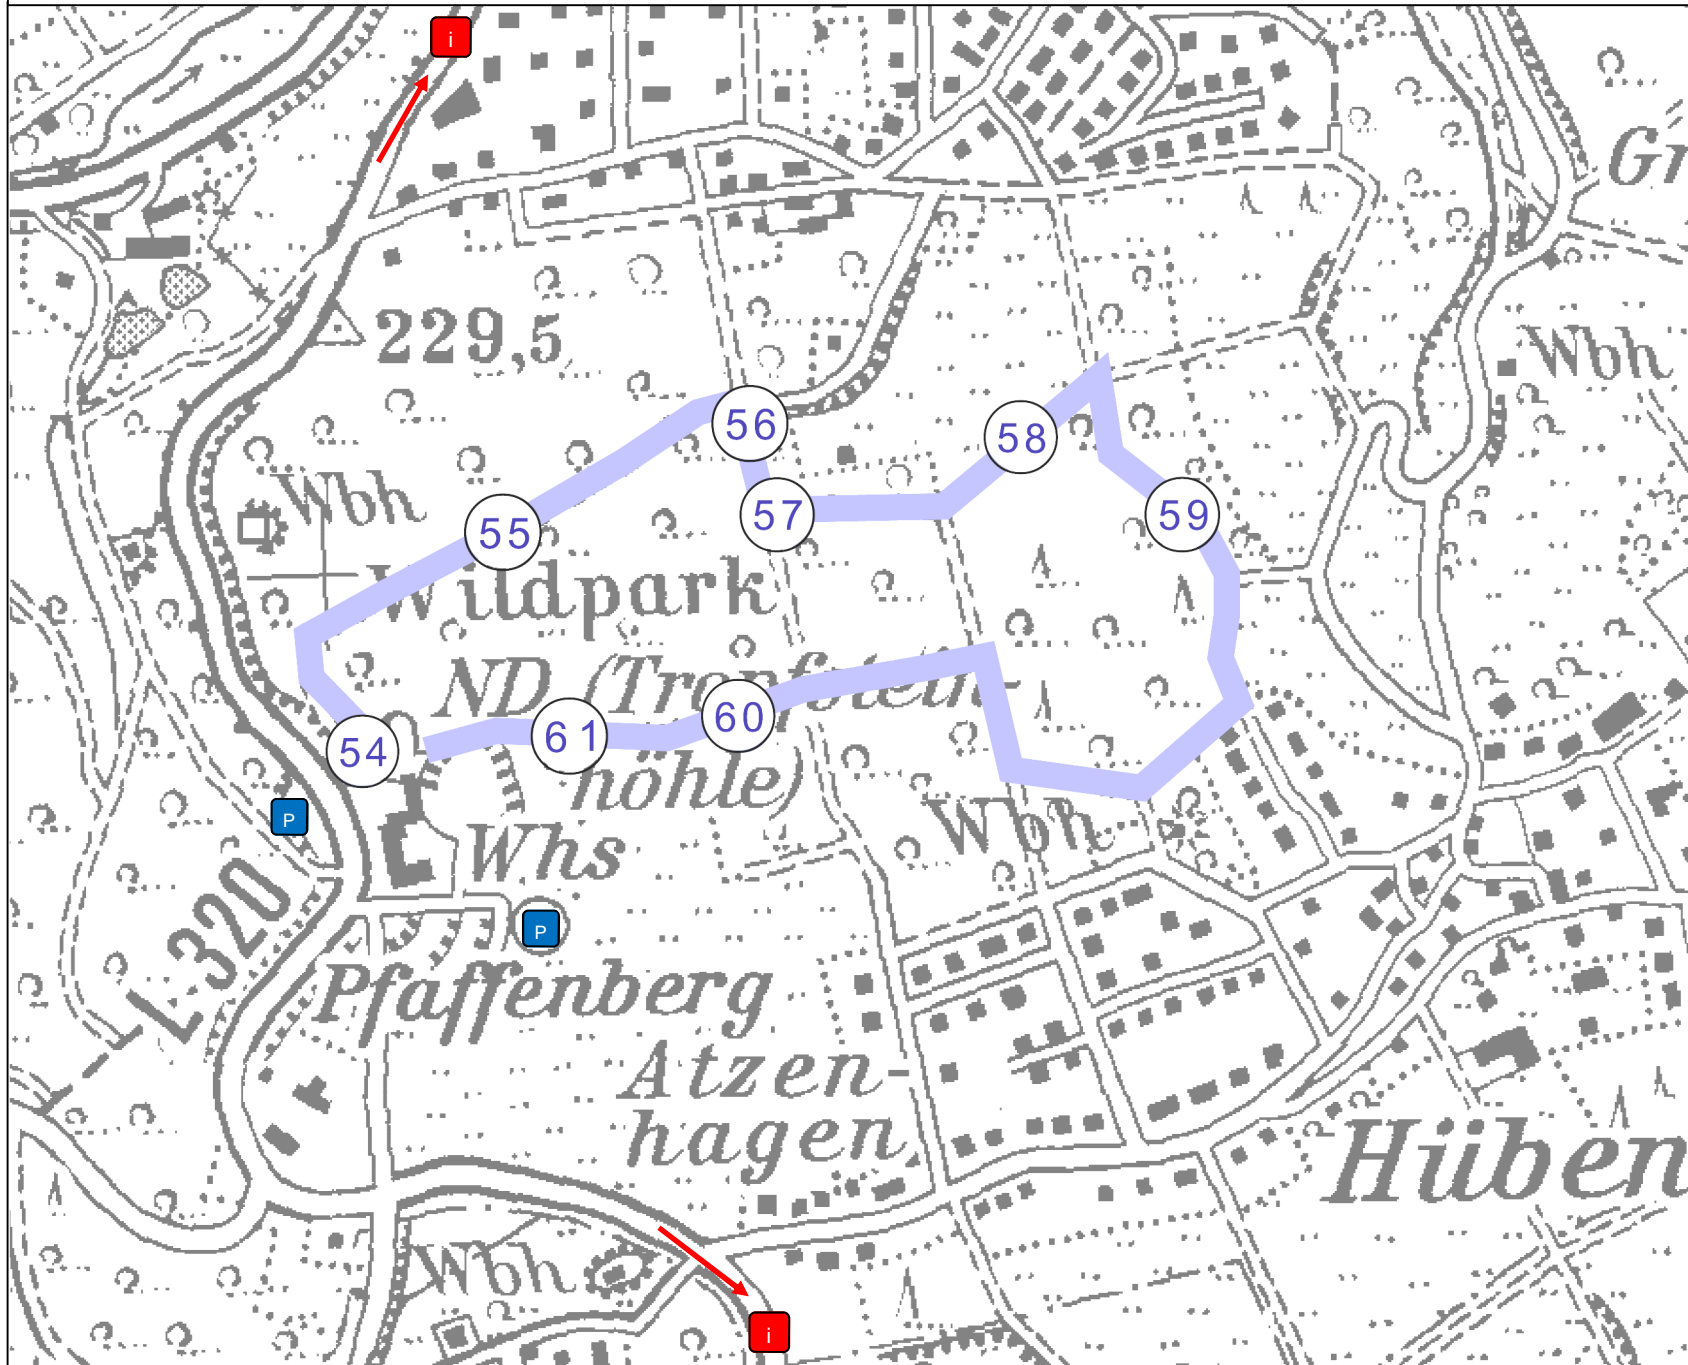 i
Gr
229,5
Wbh
56
58
Wbh
57
59
55
Wildpark
ND (Tropfstein-
60
61
54
höhle)
P
Wbh
Whs
L 320
P
Pfaffenberg
Atzen-
hagen
Hüben
Wbh
i